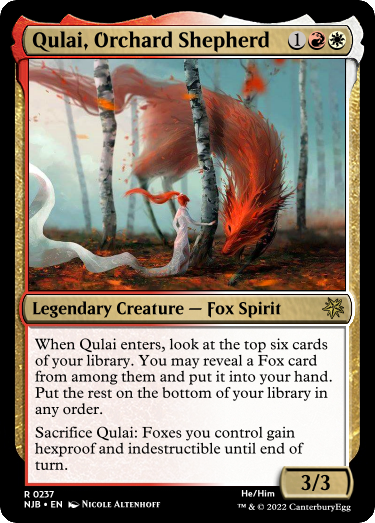 Qulai, Orchard Shepherd 1
Legendary Creature — Fox Spirit
When Qulai enters, look at the top six cards
of your library. You may reveal a Fox card
from among them and put it into your hand.
Put the rest on the bottom of your library in
any order.
Sacrifice Qulai: Foxes you control gain
hexproof and indestructible until end of
turn.
3/3
R 0237 He/Him
NJB • EN Nicole Altenhoff ™ & © 2022 CanterburyEgg